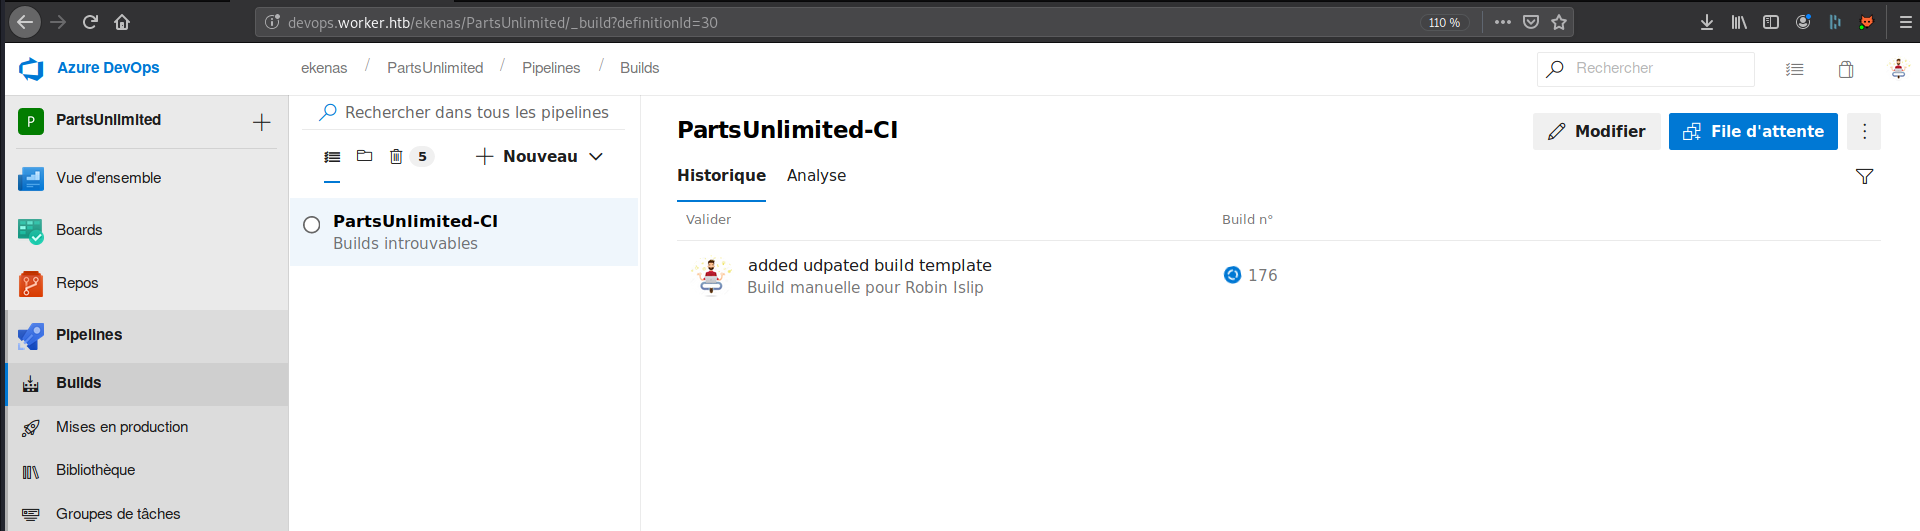 devops.worker.htb/ekenas/PartsUnlimited/_build?definitionId=30
110 %
Azure DevOps
ekenas / PartsUnlimited / Pipelines / Builds
Rechercher
P PartsUnlimited
Vue d'ensemble
Boards
Repos
Pipelines
Builds
Mises en production
Bibliothèque
Groupes de tâches
Rechercher dans tous les pipelines
5
Nouveau
PartsUnlimited-CI
Builds introuvables
PartsUnlimited-CI
Modifier
File d'attente
Historique
Analyse
Valider
Build n°
added udpated build template
Build manuelle pour Robin Islip
176